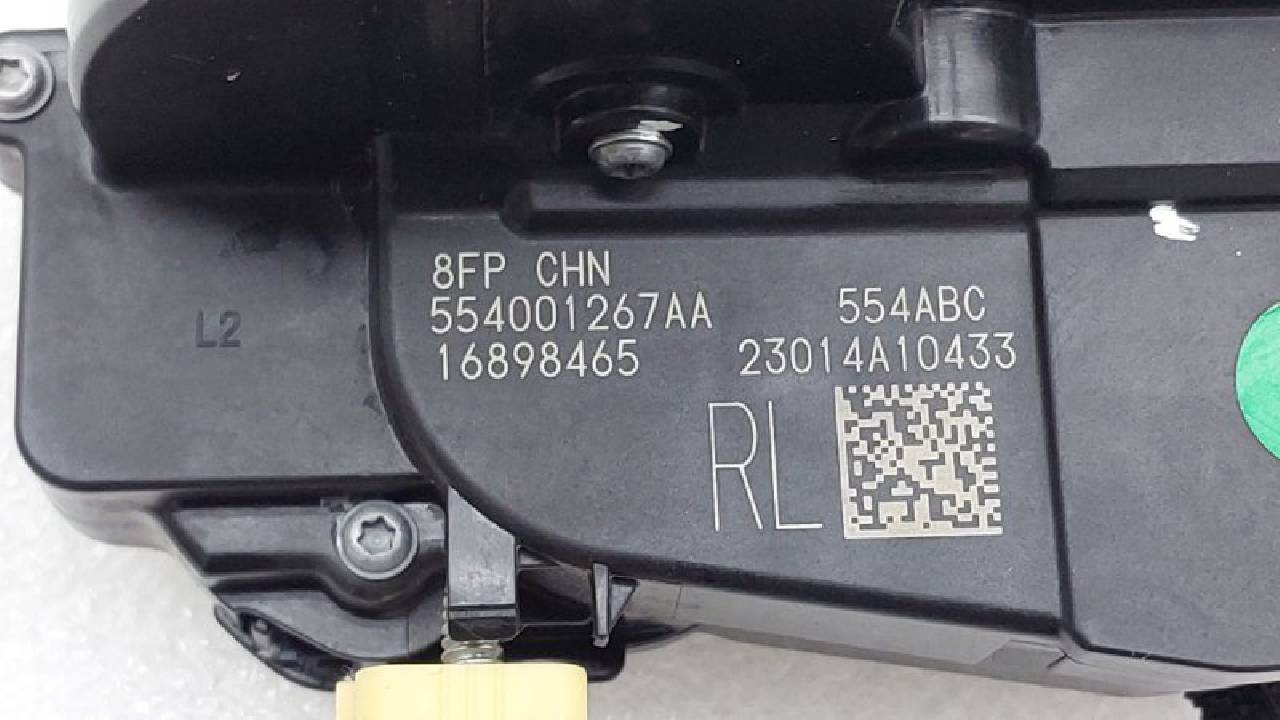 8FP CHN
554001267AA
16898465
554ABC
23014A10433
RL
L2